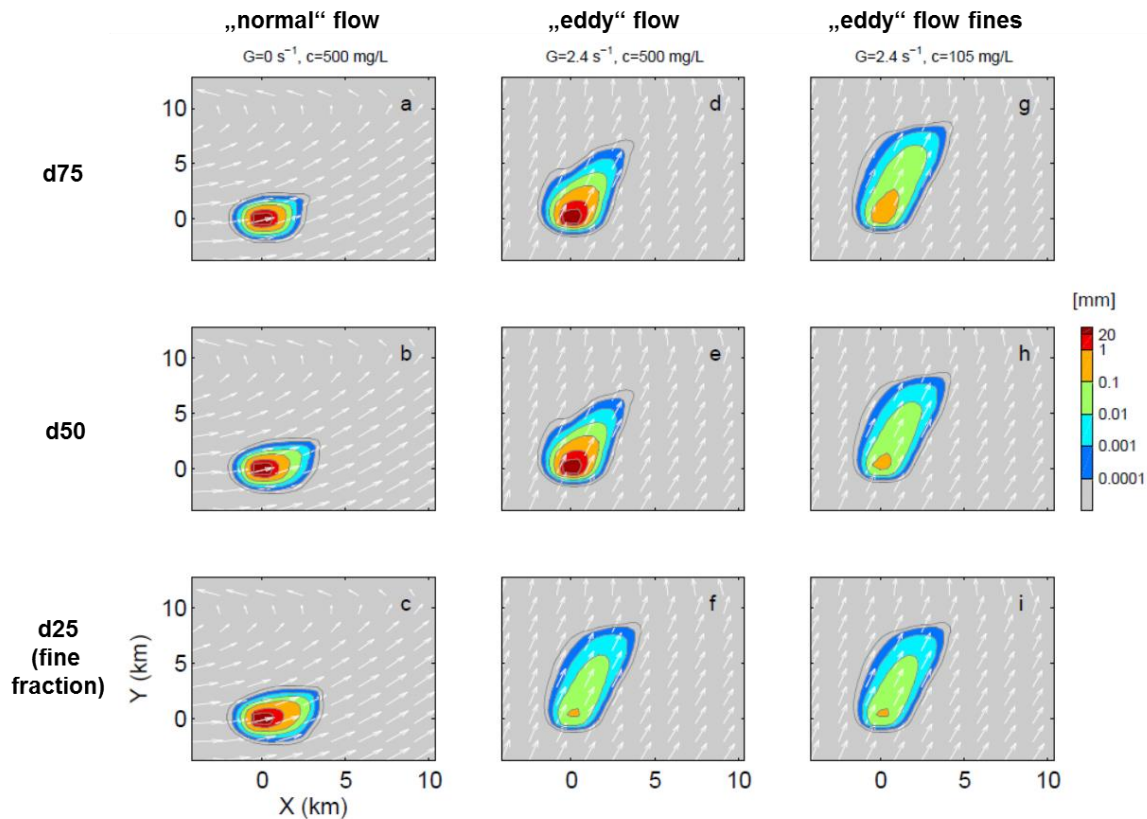 „normal“ flow
„eddy“ flow
„eddy“ flow fines
G=0 s⁻¹, c=500 mg/L
G=2.4 s⁻¹, c=500 mg/L
G=2.4 s⁻¹, c=105 mg/L
d75
10
5
0
a
d
g
d50
10
5
0
b
e
h
[mm]
20
1
0.1
0.01
0.001
0.0001
d25
(fine
fraction)
Y (km)
10
5
0
c
f
i
0 5 10
0 5 10
0 5 10
X (km)